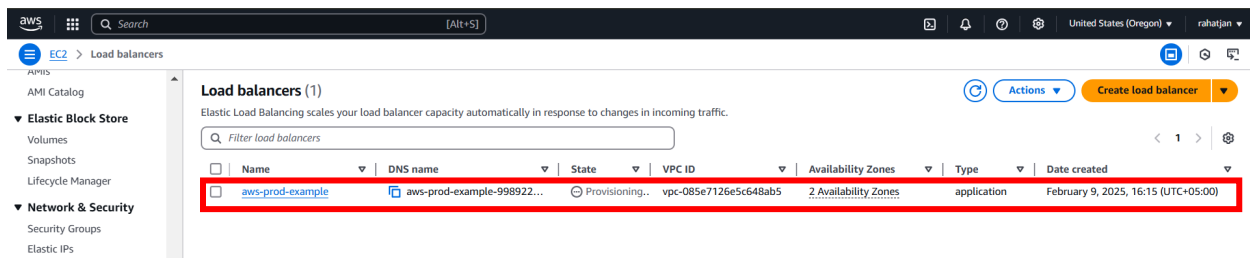 aws Search [Alt+S] United States (Oregon) rahatjan
EC2 > Load balancers
AMIs
AMI Catalog
Elastic Block Store
Volumes
Snapshots
Lifecycle Manager
Network & Security
Security Groups
Elastic IPs
Load balancers (1) Actions Create load balancer
Elastic Load Balancing scales your load balancer capacity automatically in response to changes in incoming traffic.
Filter load balancers 1
Name DNS name State VPC ID Availability Zones Type Date created
aws-prod-example aws-prod-example-998922... Provisioning.. vpc-085e7126e5c648ab5 2 Availability Zones application February 9, 2025, 16:15 (UTC+05:00)